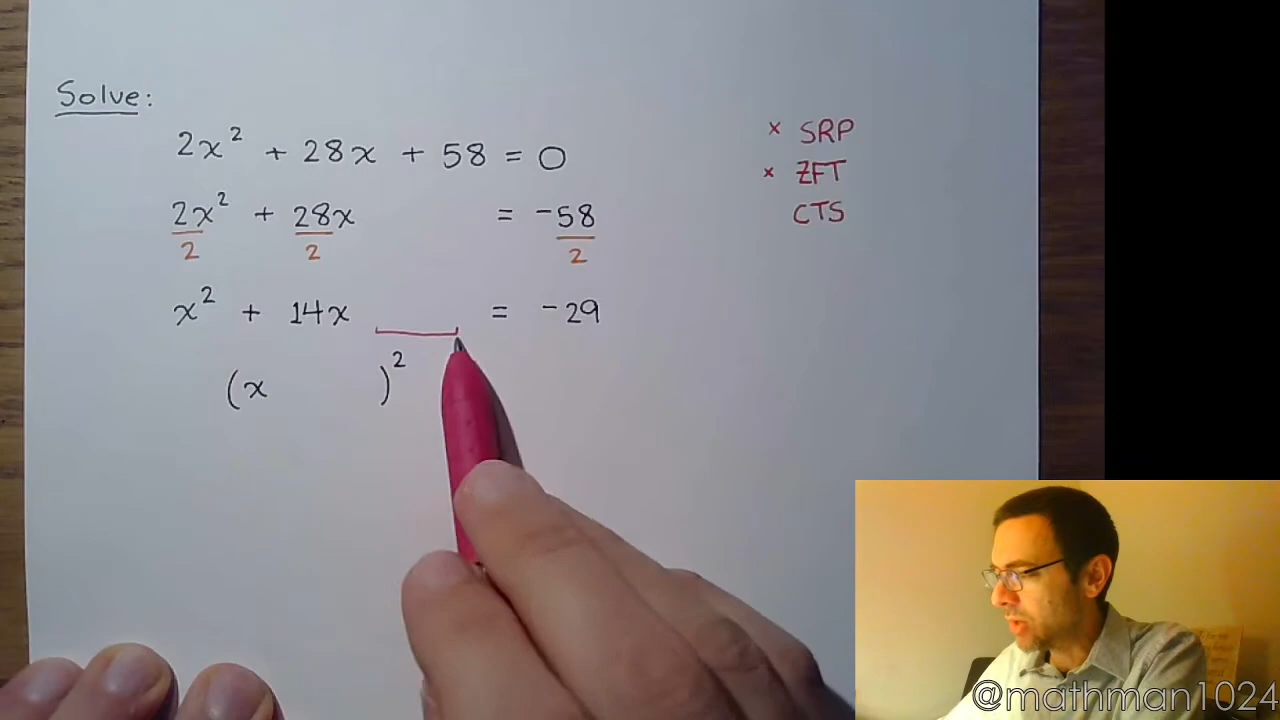 Solve:
2x² + 28x + 58 = 0
2x² + 28x = -58
2 2 2
x² + 14x ___ = -29
(x )²
× SRP
× ZFT
CTS
@mathman1024